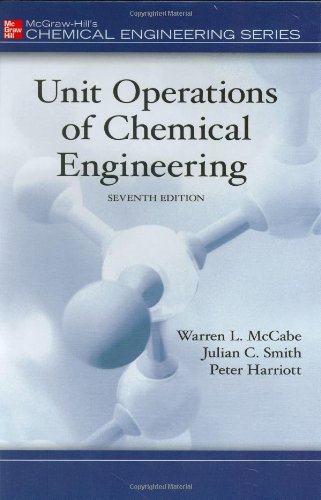 Mc
Graw
Hill
McGraw-Hill's
CHEMICAL ENGINEERING SERIES
Unit Operations
of Chemical
Engineering
SEVENTH EDITION
Warren L. McCabe
Julian C. Smith
Peter Harriott